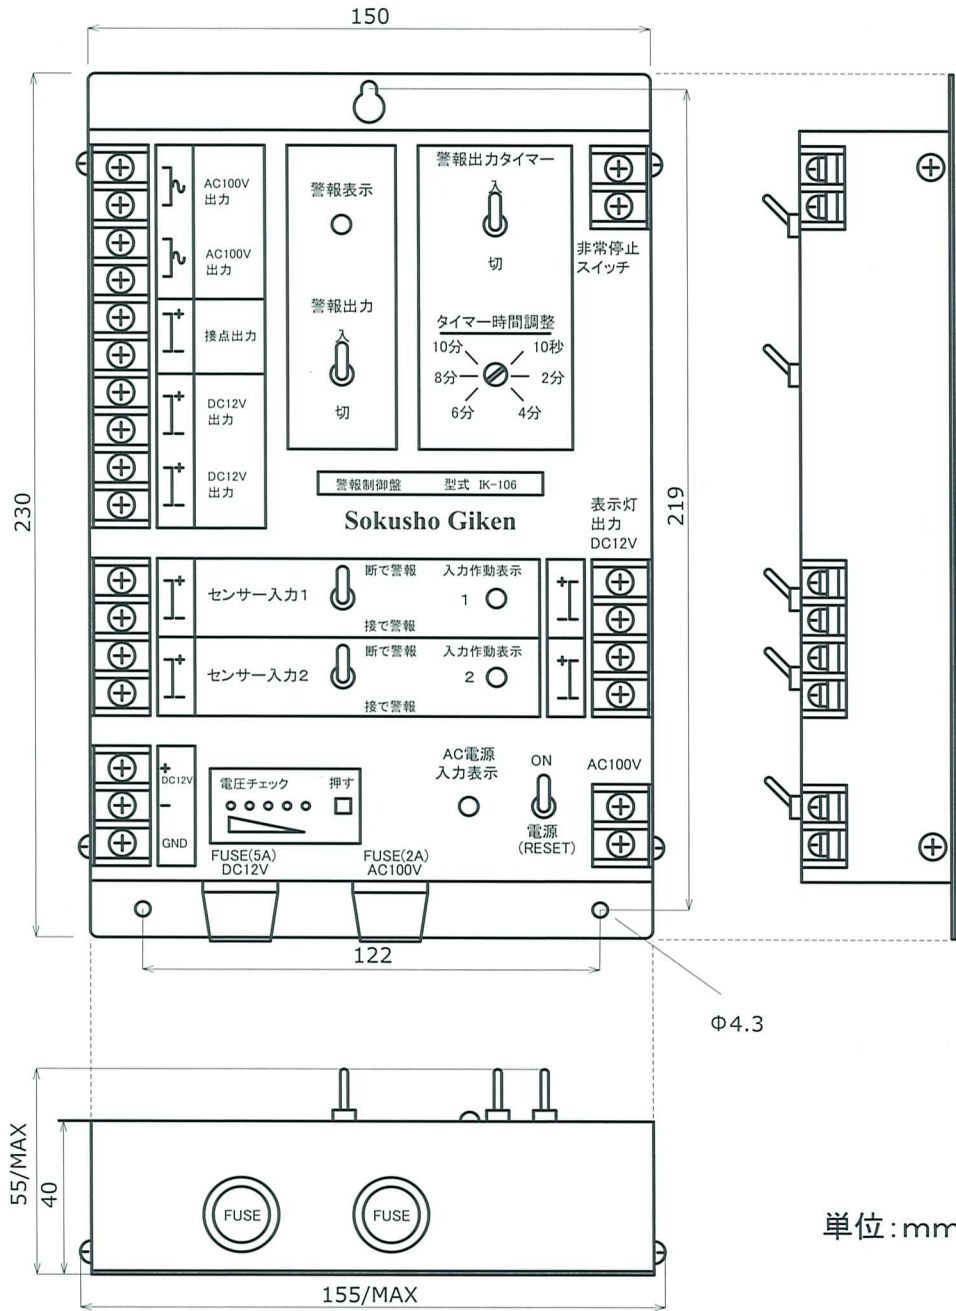 150
230
219
AC100V
出力
AC100V
出力
接点出力
DC12V
出力
DC12V
出力
警報表示
警報出力
入
切
警報出力タイマー
入
切
タイマー時間調整
10分 10秒
8分 2分
6分 4分
非常停止
スイッチ
警報制御盤 型式 IK-106
Sokusho Giken
表示灯
出力
DC12V
センサー入力1
断で警報
接で警報
入力作動表示
1
センサー入力2
断で警報
接で警報
入力作動表示
2
+
DC12V
−
GND
電圧チェック 押す
AC電源
入力表示
ON
電源
(RESET)
AC100V
FUSE(5A)
DC12V
FUSE(2A)
AC100V
122
Φ4.3
55/MAX
40
FUSE
FUSE
155/MAX
単位:mm